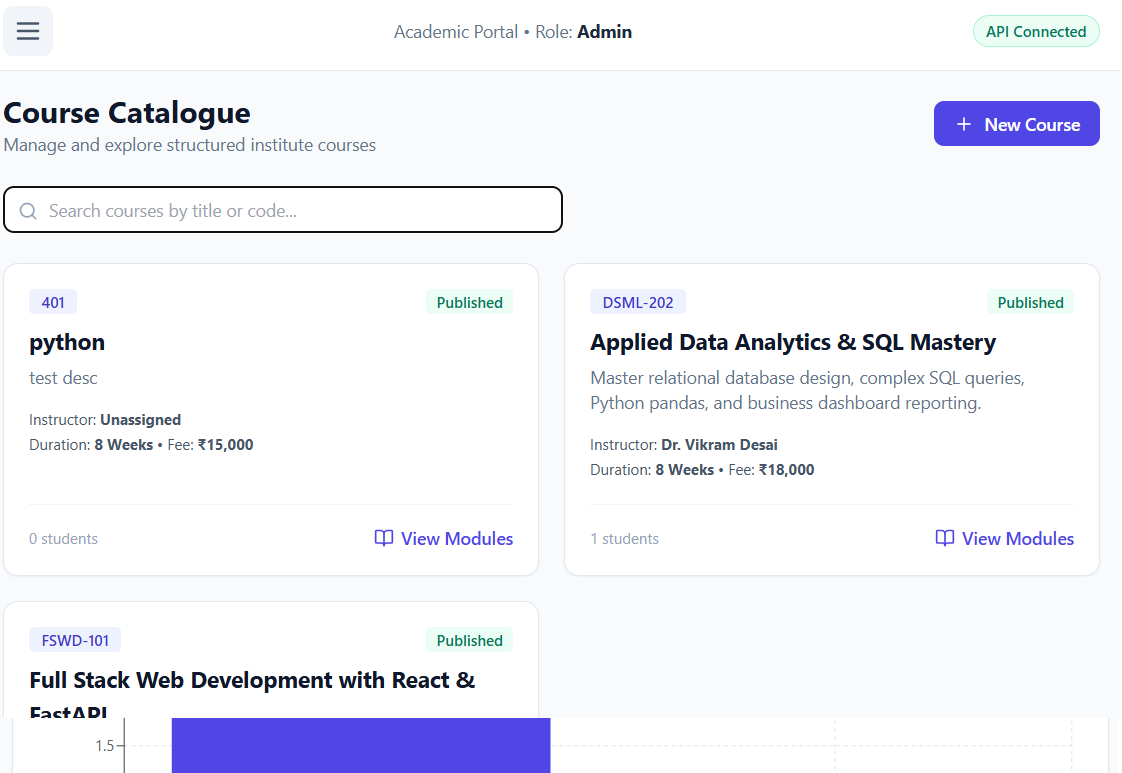 Academic Portal • Role: Admin
API Connected
Course Catalogue
Manage and explore structured institute courses
+ New Course
Search courses by title or code...
401
Published
python
test desc
Instructor: Unassigned
Duration: 8 Weeks • Fee: ₹15,000
0 students
View Modules
DSML-202
Published
Applied Data Analytics & SQL Mastery
Master relational database design, complex SQL queries,
Python pandas, and business dashboard reporting.
Instructor: Dr. Vikram Desai
Duration: 8 Weeks • Fee: ₹18,000
1 students
View Modules
FSWD-101
Published
Full Stack Web Development with React &
FastAPI
1.5